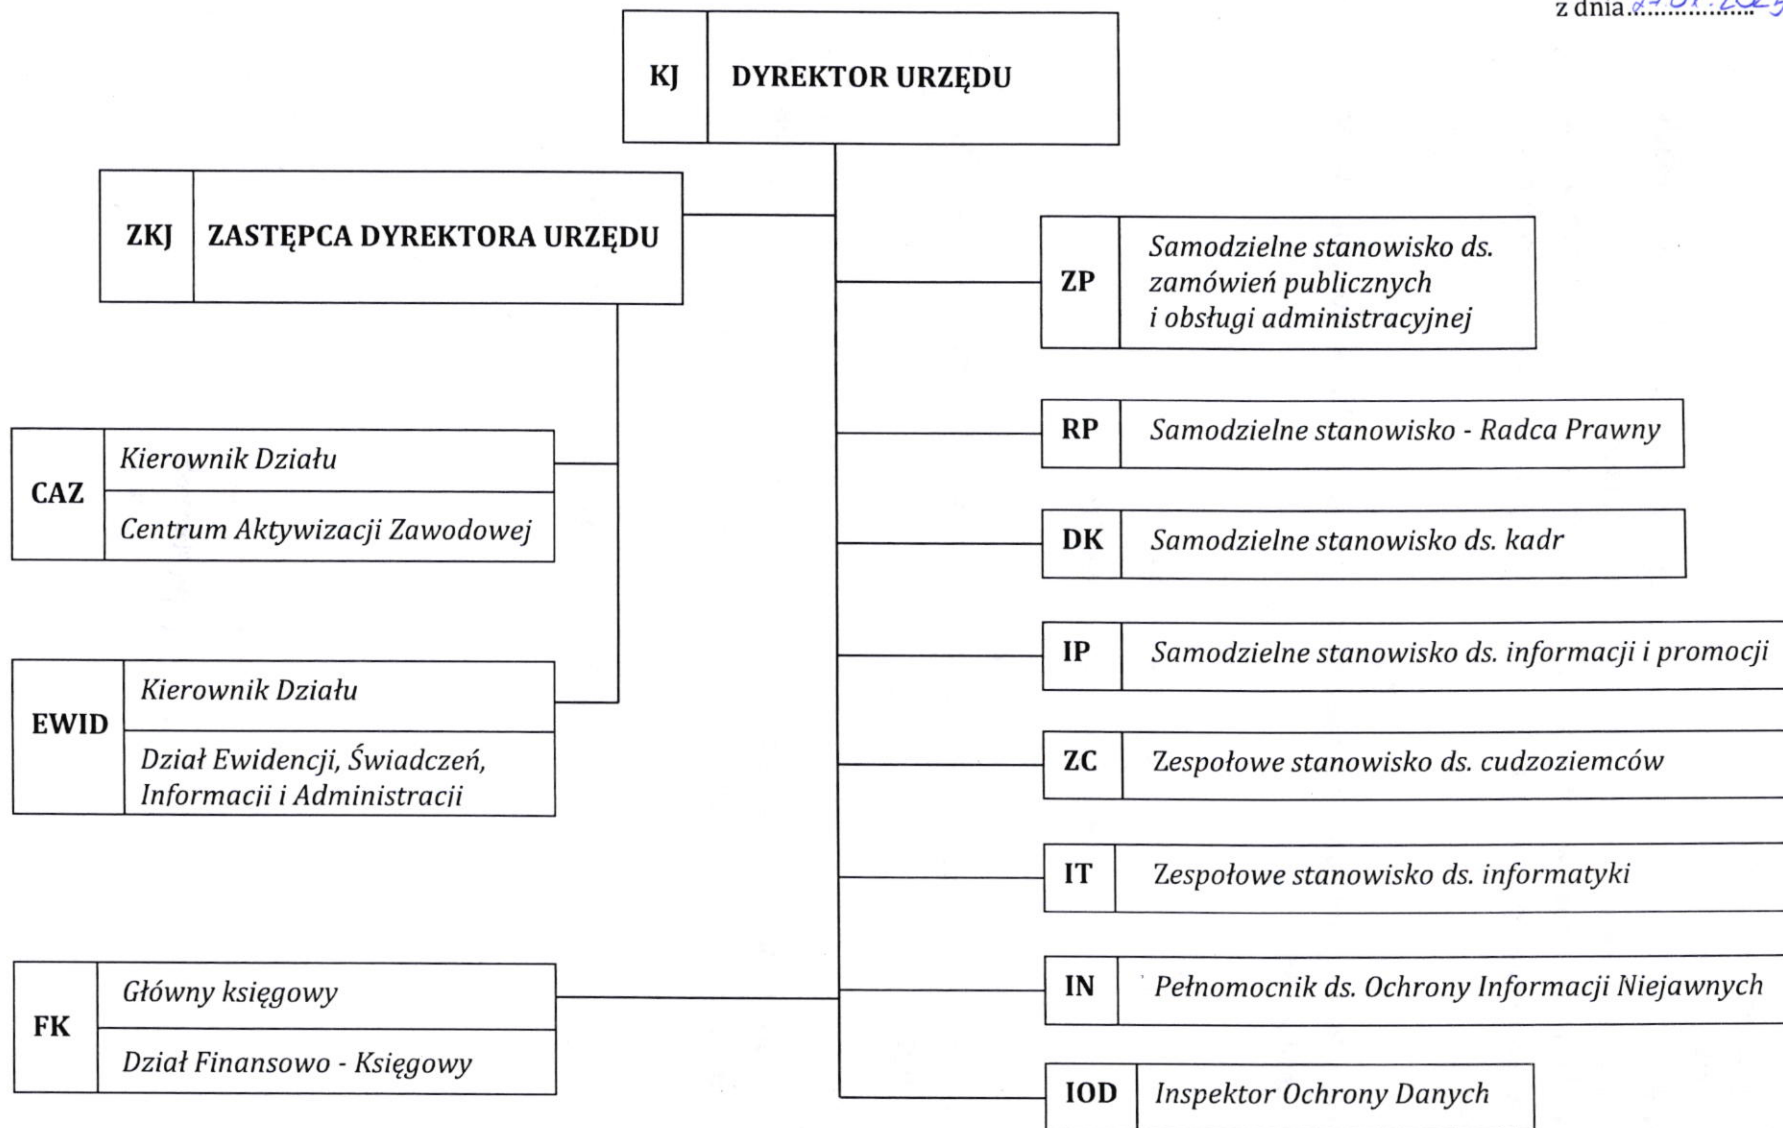 z dnia
KJ DYREKTOR URZĘDU
ZKJ ZASTĘPCA DYREKTORA URZĘDU
ZP
Samodzielne stanowisko ds.
zamówień publicznych
i obsługi administracyjnej
RP Samodzielne stanowisko - Radca Prawny
CAZ
Kierownik Działu
Centrum Aktywizacji Zawodowej
DK Samodzielne stanowisko ds. kadr
IP Samodzielne stanowisko ds. informacji i promocji
EWID
Kierownik Działu
Dział Ewidencji, Świadczeń,
Informacji i Administracji
ZC Zespołowe stanowisko ds. cudzoziemców
IT Zespołowe stanowisko ds. informatyki
FK
Główny księgowy
Dział Finansowo - Księgowy
IN Pełnomocnik ds. Ochrony Informacji Niejawnych
IOD Inspektor Ochrony Danych